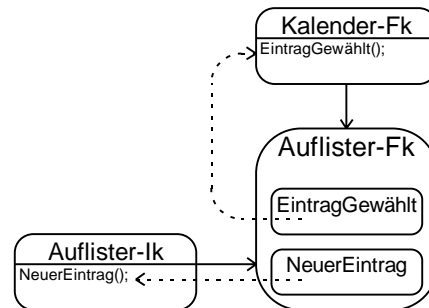 Kalender-Fk
EintragGewählt();
Auflister-Fk
EintragGewählt
Auflister-Ik
NeuerEintrag();
NeuerEintrag